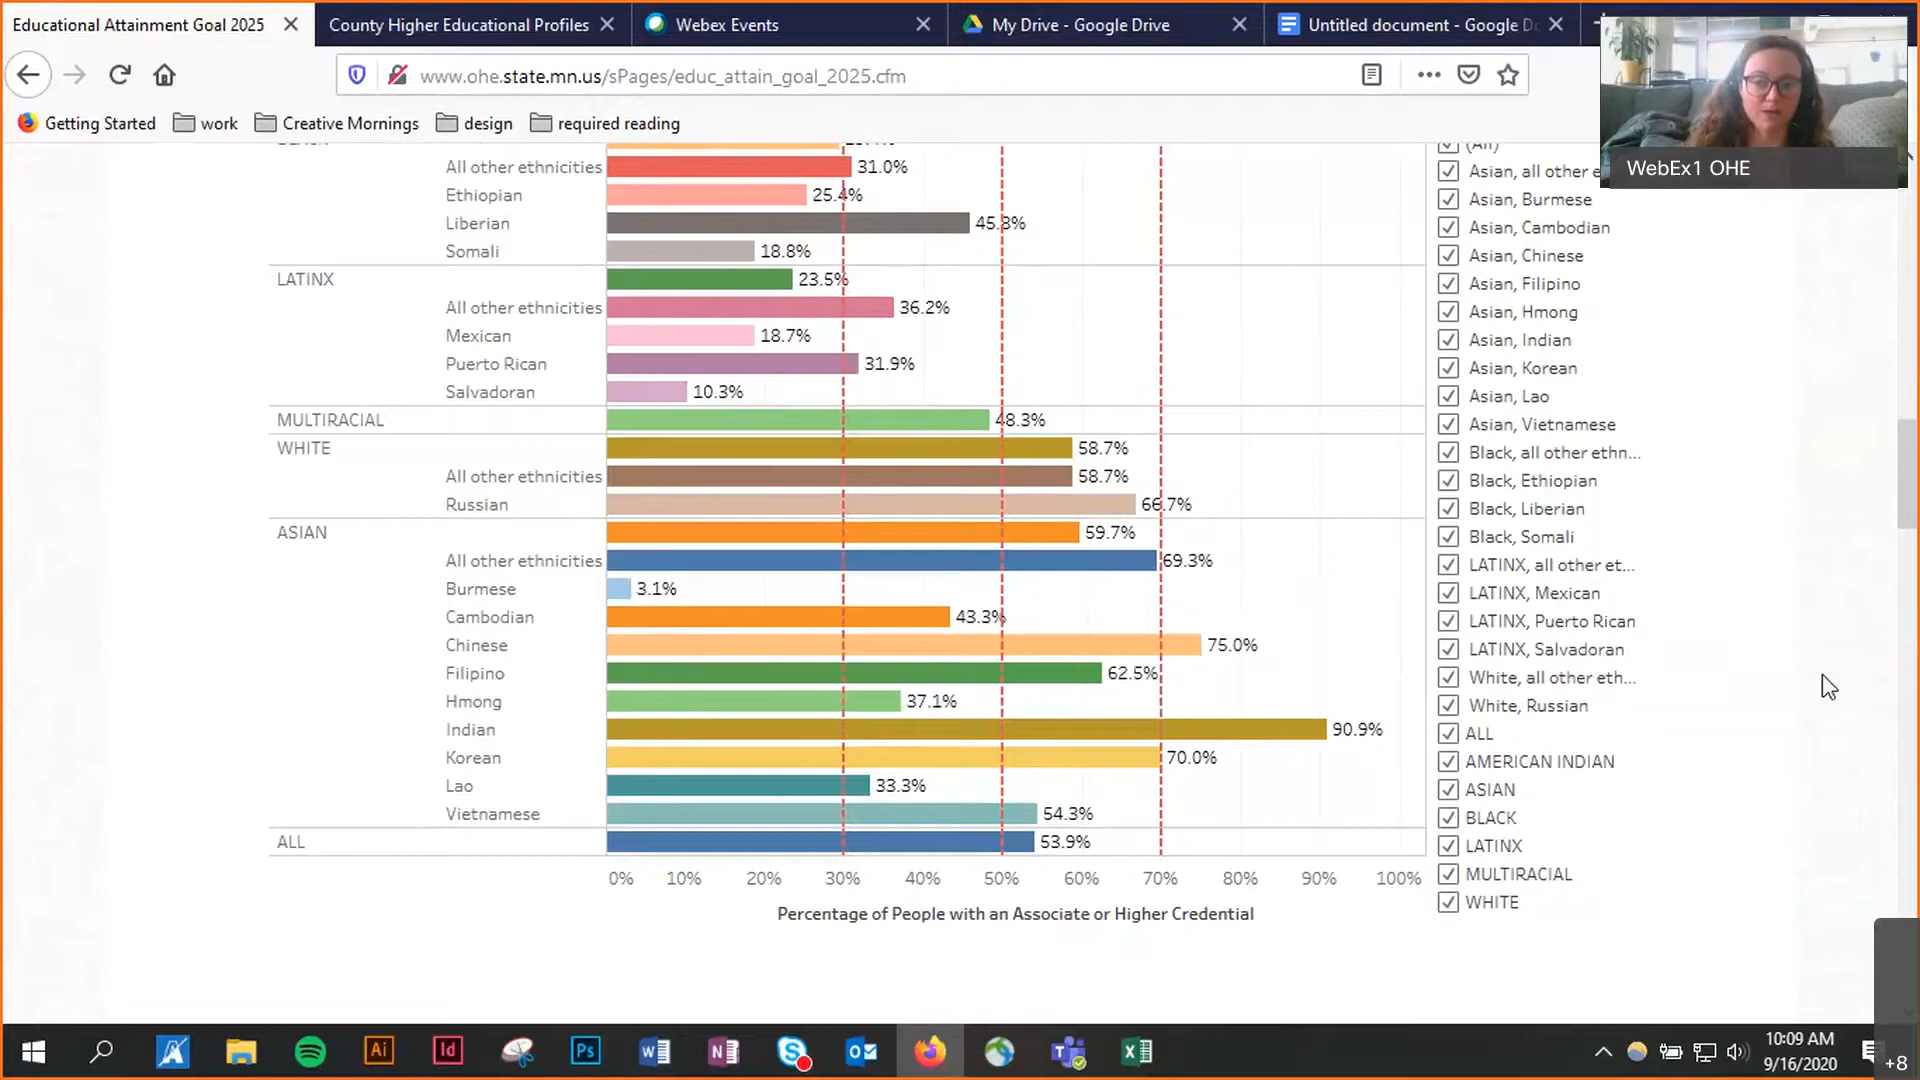 Educational Attainment Goal 2025
County Higher Educational Profiles
Webex Events
My Drive - Google Drive
Untitled document - Google D
www.ohe.state.mn.us/sPages/educ_attain_goal_2025.cfm
Getting Started
work
Creative Mornings
design
required reading
WebEx1 OHE
All other ethnicities 31.0%
Ethiopian 25.4%
Liberian 45.8%
Somali 18.8%
LATINX 23.5%
All other ethnicities 36.2%
Mexican 18.7%
Puerto Rican 31.9%
Salvadoran 10.3%
MULTIRACIAL 48.3%
WHITE 58.7%
All other ethnicities 58.7%
Russian 66.7%
ASIAN 59.7%
All other ethnicities 69.3%
Burmese 3.1%
Cambodian 43.3%
Chinese 75.0%
Filipino 62.5%
Hmong 37.1%
Indian 90.9%
Korean 70.0%
Lao 33.3%
Vietnamese 54.3%
ALL 53.9%
0% 10% 20% 30% 40% 50% 60% 70% 80% 90% 100%
Percentage of People with an Associate or Higher Credential
(All)
Asian, all other e
Asian, Burmese
Asian, Cambodian
Asian, Chinese
Asian, Filipino
Asian, Hmong
Asian, Indian
Asian, Korean
Asian, Lao
Asian, Vietnamese
Black, all other ethn...
Black, Ethiopian
Black, Liberian
Black, Somali
LATINX, all other et...
LATINX, Mexican
LATINX, Puerto Rican
LATINX, Salvadoran
White, all other eth...
White, Russian
ALL
AMERICAN INDIAN
ASIAN
BLACK
LATINX
MULTIRACIAL
WHITE
Ai
Id
Ps
10:09 AM
9/16/2020
+8